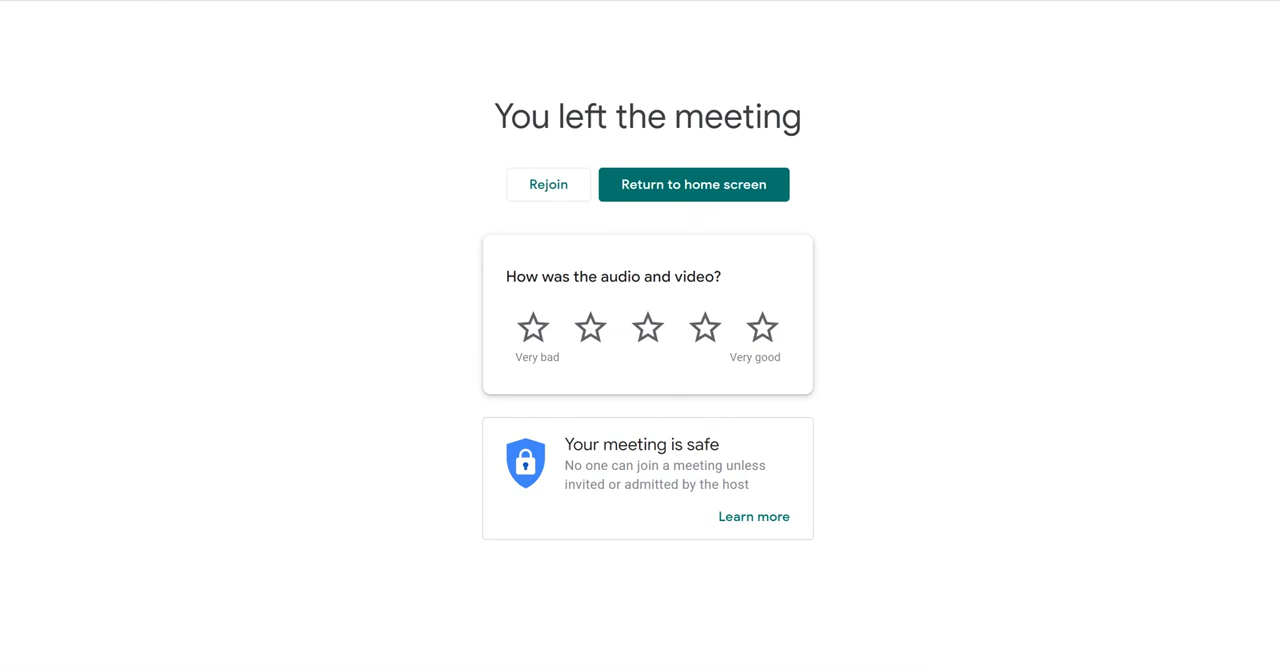 You left the meeting
Rejoin
Return to home screen
How was the audio and video?
Very bad
Very good
Your meeting is safe
No one can join a meeting unless
invited or admitted by the host
Learn more